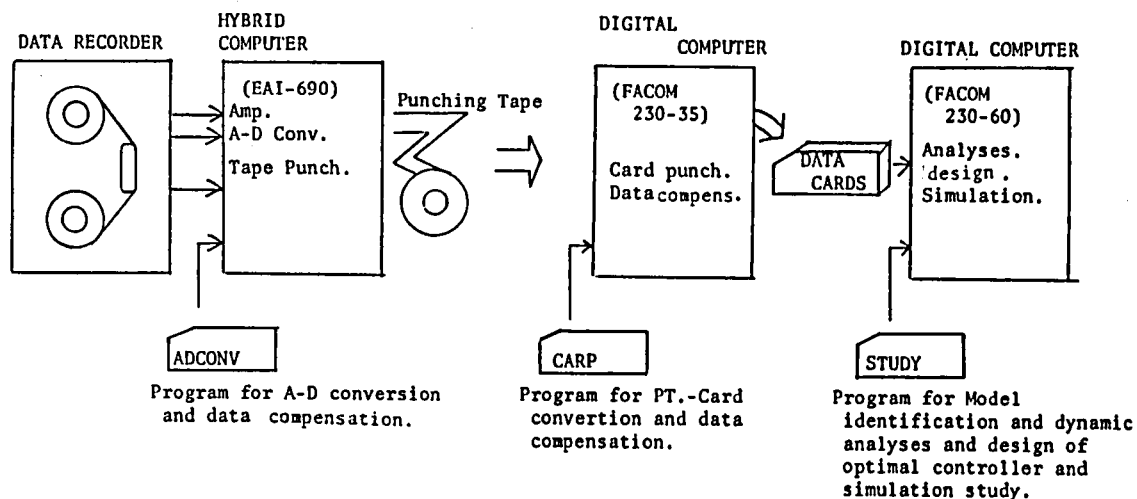 DATA RECORDER
HYBRID
COMPUTER
(EAI-690)
Amp.
A-D Conv.
Tape Punch.
Punching Tape
DIGITAL
COMPUTER
(FACOM
230-35)
Card punch.
Data compens.
DATA
CARDS
DIGITAL COMPUTER
(FACOM
230-60)
Analyses.
design.
Simulation.
ADCONV
Program for A-D conversion
and data compensation.
CARP
Program for PT.-Card
convertion and data
compensation.
STUDY
Program for Model
identification and dynamic
analyses and design of
optimal controller and
simulation study.